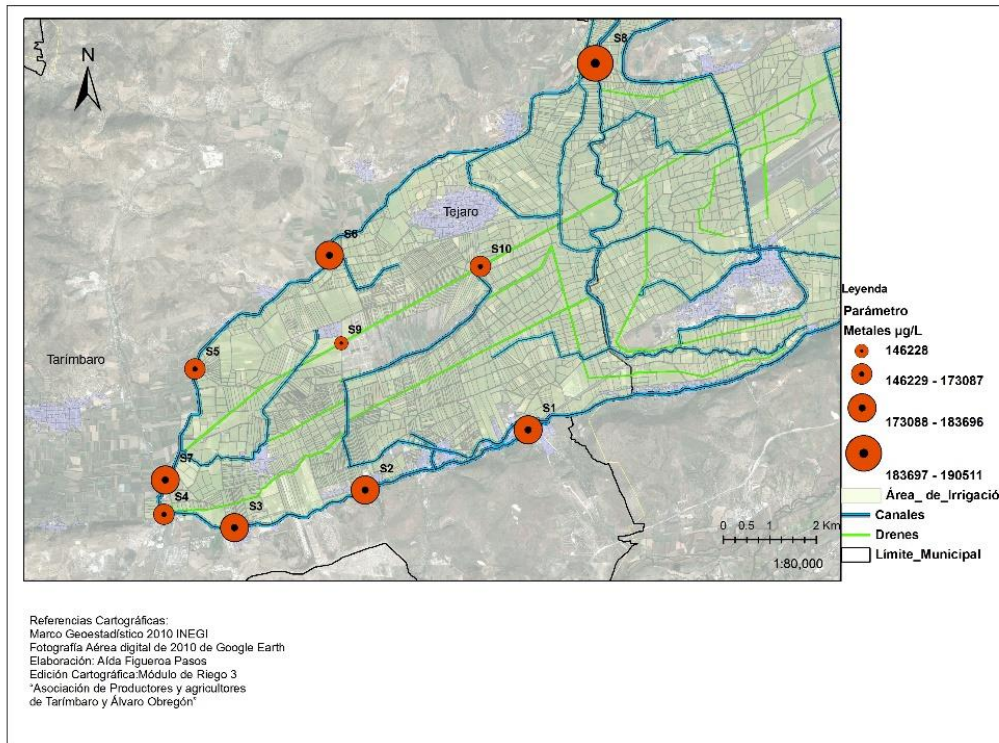 N
S8
Tejaro
S6
S10
S9
Tarímbaro
S5
S1
S7
S2
S4
S3
0 0.5 1 2 Km
1:80,000
Leyenda
Parámetro
Metales µg/L
146228
146229 - 173087
173088 - 183696
183697 - 190511
Área_ de_Irrigació
Canales
Drenes
Límite_Municipal
Referencias Cartográficas:
Marco Geoestadístico 2010 INEGI
Fotografía Aérea digital de 2010 de Google Earth
Elaboración: Aída Figueroa Pasos
Edición Cartográfica:Módulo de Riego 3
"Asociación de Productores y agricultores
de Tarímbaro y Álvaro Obregón"